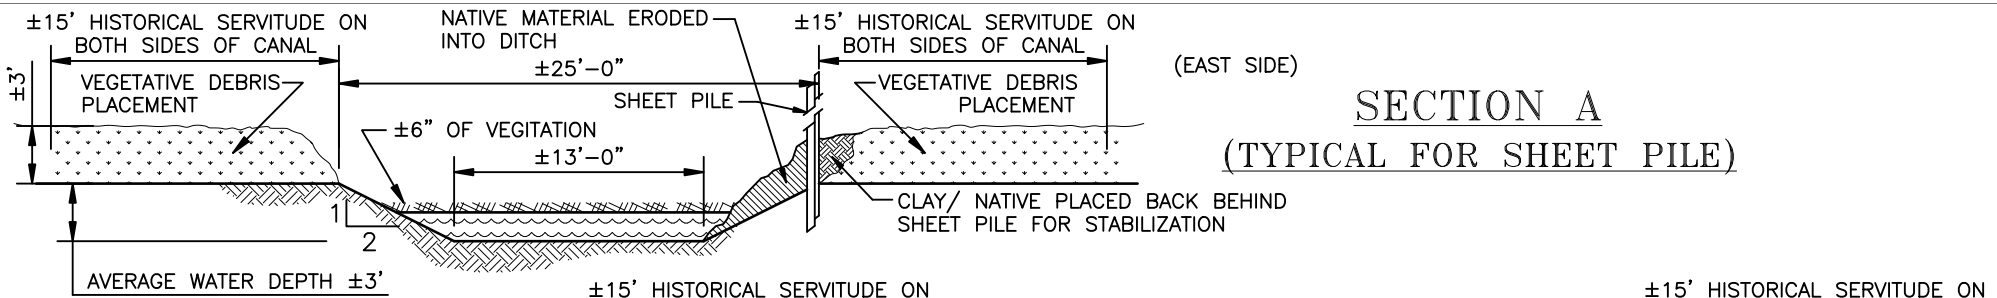 ±15' HISTORICAL SERVITUDE ON
BOTH SIDES OF CANAL
NATIVE MATERIAL ERODED
INTO DITCH
±15' HISTORICAL SERVITUDE ON
BOTH SIDES OF CANAL
(EAST SIDE)
±3'
VEGETATIVE DEBRIS
PLACEMENT
±25'-0"
SHEET PILE
VEGETATIVE DEBRIS
PLACEMENT
SECTION A
(TYPICAL FOR SHEET PILE)
±6" OF VEGITATION
±13'-0"
1
2
CLAY/ NATIVE PLACED BACK BEHIND
SHEET PILE FOR STABILIZATION
AVERAGE WATER DEPTH ±3'
±15' HISTORICAL SERVITUDE ON
±15' HISTORICAL SERVITUDE ON